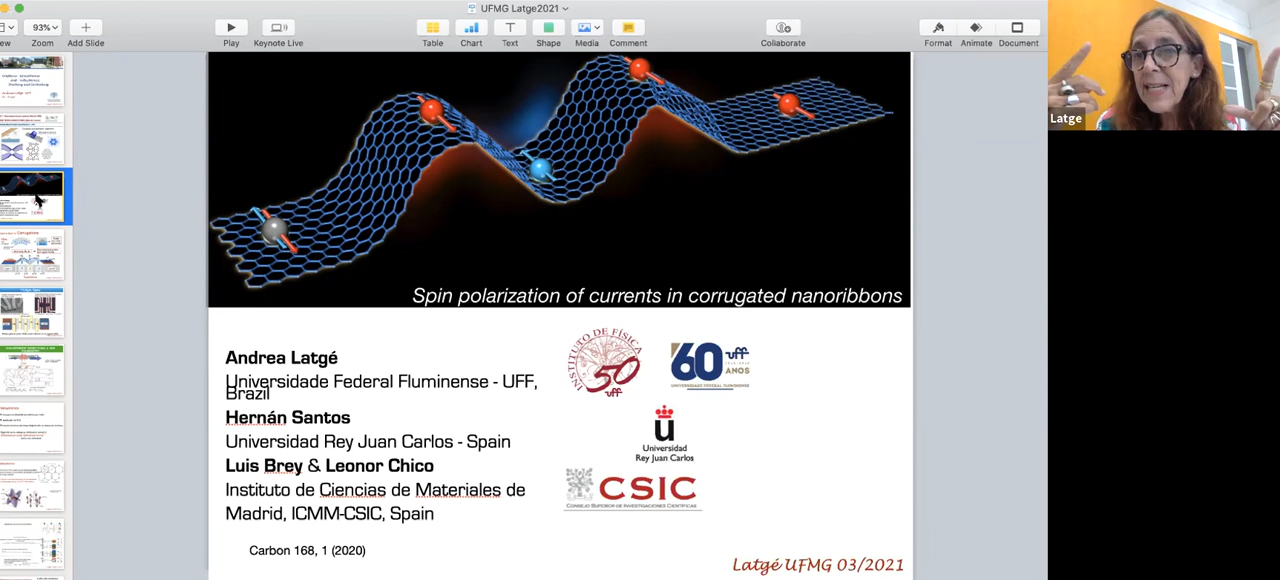 UFMG Latge2021
93%
Zoom
Add Slide
Play
Keynote Live
Table
Chart
Text
Shape
Media
Comment
Collaborate
Format
Animate
Document
Latge
Spin polarization of currents in corrugated nanoribbons
Andrea Latgé
Universidade Federal Fluminense - UFF,
Brazil
Hernán Santos
Universidad Rey Juan Carlos - Spain
Luis Brey & Leonor Chico
Instituto de Ciencias de Materiales de
Madrid, ICMM-CSIC, Spain
Carbon 168, 1 (2020)
INSTITUTO DE FÍSICA
50
uff
60 uff
ANOS
UNIVERSIDADE FEDERAL FLUMINENSE
ü
Universidad
Rey Juan Carlos
CSIC
CONSEJO SUPERIOR DE INVESTIGACIONES CIENTÍFICAS
Latgé UFMG 03/2021